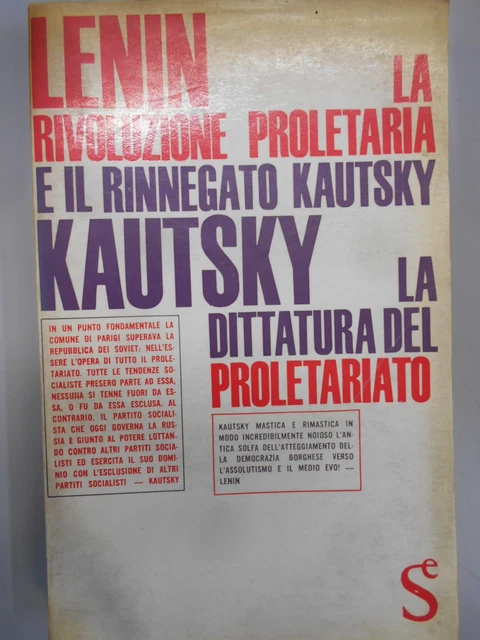 LENIN
LA
RIVOLUZIONE PROLETARIA
E IL RINNEGATO KAUTSKY
KAUTSKY
LA
DITTATURA DEL
PROLETARIATO
IN UN PUNTO FONDAMENTALE LA
COMUNE DI PARIGI SUPERAVA LA
REPUBBLICA DEI SOVIET: NELL'ES-
SERE L'OPERA DI TUTTO IL PROLE-
TARIATO. TUTTE LE TENDENZE SO-
CIALISTE PRESERO PARTE AD ESSA,
NESSUNA SI TENNE FUORI DA ES-
SA, O FU DA ESSA ESCLUSA. AL
CONTRARIO, IL PARTITO SOCIALI-
STA CHE OGGI GOVERNA LA RUS-
SIA E GIUNTO AL POTERE LOTTAN-
DO CONTRO ALTRI PARTITI SOCIA-
LISTI ED ESERCITA IL SUO DOMI-
NIO CON L'ESCLUSIONE DI ALTRI
PARTITI SOCIALISTI — KAUTSKY
KAUTSKY MASTICA E RIMASTICA IN
MODO INCREDIBILMENTE NOIOSO L'AN-
TICA SOLFA DELL'ATTEGGIAMENTO DEL-
LA DEMOCRAZIA BORGHESE VERSO
L'ASSOLUTISMO E IL MEDIO EVO! —
LENIN
Se